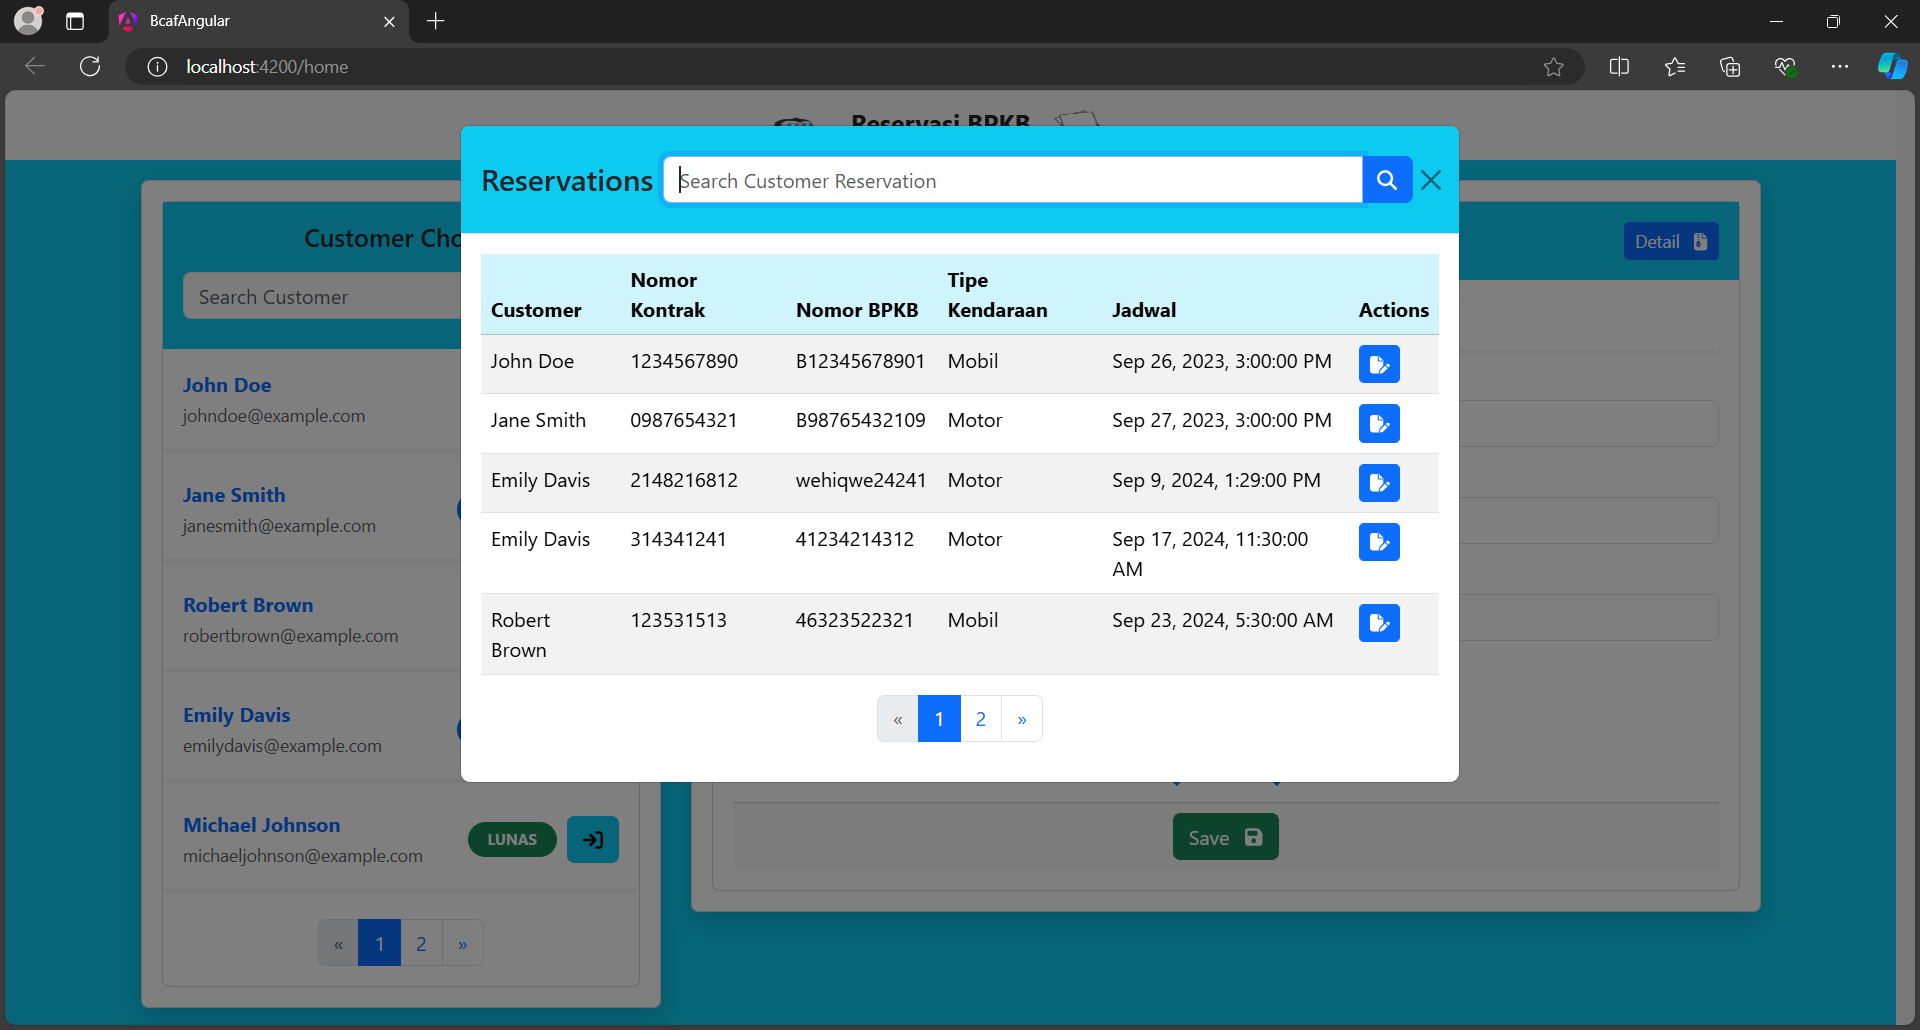 BcafAngular
localhost:4200/home
Reservasi BPKB
Reservations
Search Customer Reservation
Customer
Nomor Kontrak
Nomor BPKB
Tipe Kendaraan
Jadwal
Actions
John Doe 1234567890 B12345678901 Mobil Sep 26, 2023, 3:00:00 PM
Jane Smith 0987654321 B98765432109 Motor Sep 27, 2023, 3:00:00 PM
Emily Davis 2148216812 wehiqwe24241 Motor Sep 9, 2024, 1:29:00 PM
Emily Davis 314341241 41234214312 Motor Sep 17, 2024, 11:30:00 AM
Robert Brown 123531513 46323522321 Mobil Sep 23, 2024, 5:30:00 AM
« 1 2 »
Customer Cho
Search Customer
John Doe
johndoe@example.com
Jane Smith
janesmith@example.com
Robert Brown
robertbrown@example.com
Emily Davis
emilydavis@example.com
Michael Johnson
michaeljohnson@example.com
LUNAS
« 1 2 »
Detail
Save